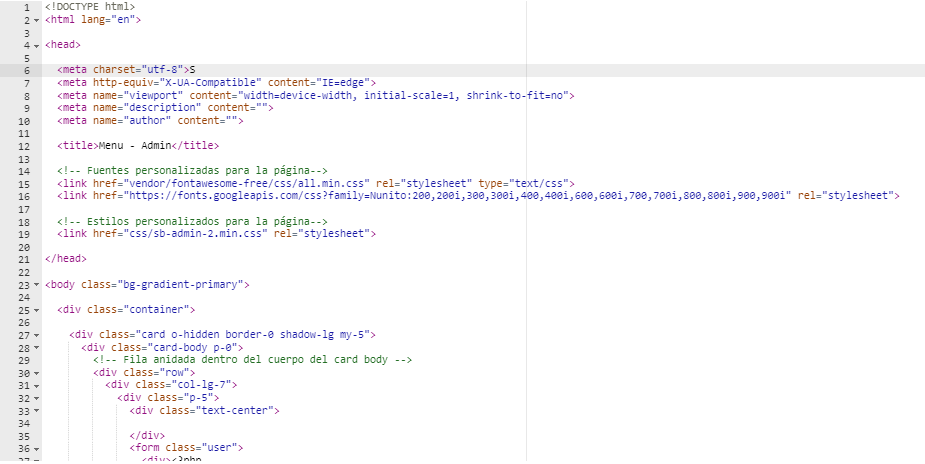 1 <!DOCTYPE html>
2 <html lang="en">
3
4 <head>
5
6 <meta charset="utf-8">S
7 <meta http-equiv="X-UA-Compatible" content="IE=edge">
8 <meta name="viewport" content="width=device-width, initial-scale=1, shrink-to-fit=no">
9 <meta name="description" content="">
10 <meta name="author" content="">
11
12 <title>Menu - Admin</title>
13
14 <!-- Fuentes personalizadas para la página-->
15 <link href="vendor/fontawesome-free/css/all.min.css" rel="stylesheet" type="text/css">
16 <link href="https://fonts.googleapis.com/css?family=Nunito:200,200i,300,300i,400,400i,600,600i,700,700i,800,800i,900,900i" rel="stylesheet">
17
18 <!-- Estilos personalizados para la página-->
19 <link href="css/sb-admin-2.min.css" rel="stylesheet">
20
21 </head>
22
23 <body class="bg-gradient-primary">
24
25 <div class="container">
26
27 <div class="card o-hidden border-0 shadow-lg my-5">
28 <div class="card-body p-0">
29 <!-- Fila anidada dentro del cuerpo del card body -->
30 <div class="row">
31 <div class="col-lg-7">
32 <div class="p-5">
33 <div class="text-center">
34
35 </div>
36 <form class="user">
37 <div><?php